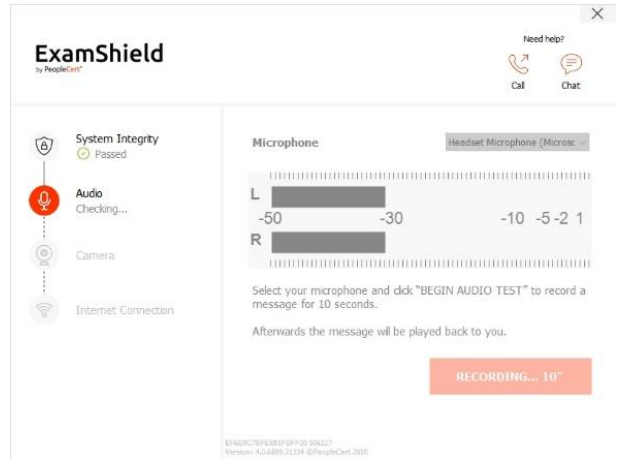 Need help?
ExamShield
by PeopleCert
Call
Chat
System Integrity
Passed
Audio
Checking...
Camera
Internet Connection
Microphone
Headset Microphone (Microsc
L
-50 -30 -10 -5 -2 1
R
Select your microphone and click "BEGIN AUDIO TEST" to record a
message for 10 seconds.
Afterwards the message will be played back to you.
RECORDING... 10"
©PeopleCert 2018